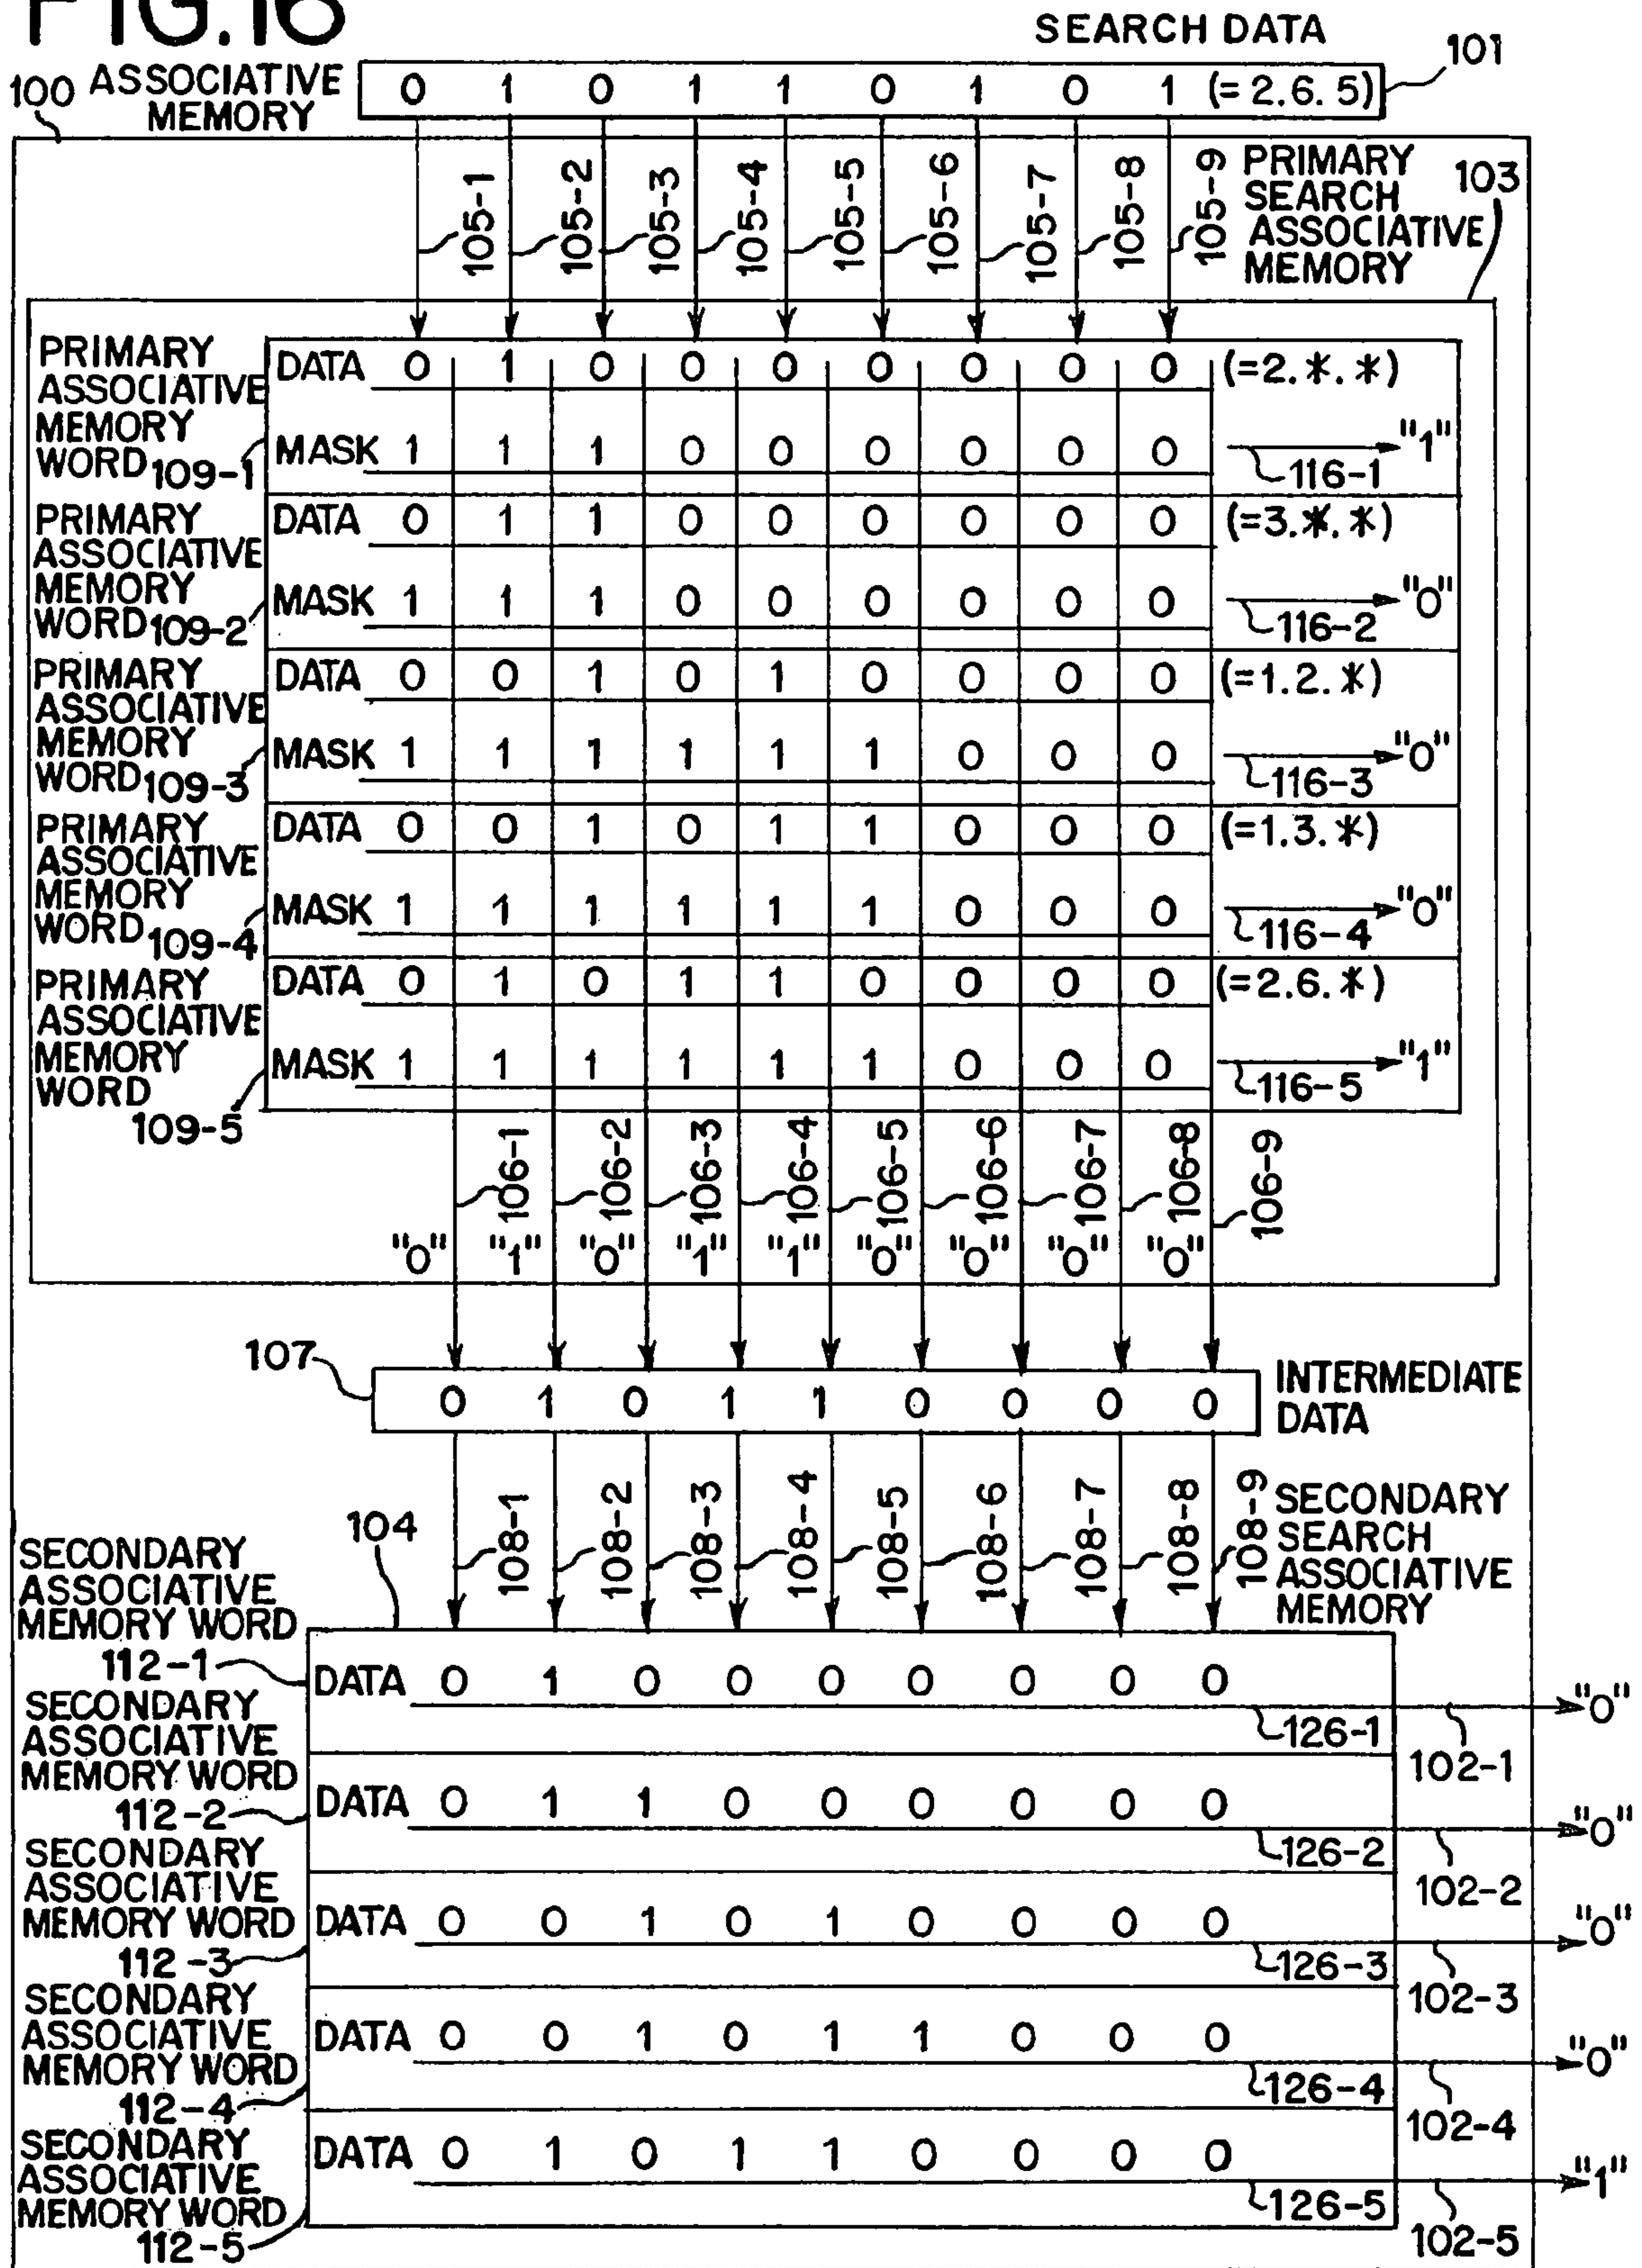 FIG.16
SEARCH DATA
101
100 ASSOCIATIVE
MEMORY
0 1 0 1 1 0 1 0 1 (= 2.6.5)
105-1 105-2 105-3 105-4 105-5 105-6 105-7 105-8 105-9
PRIMARY
SEARCH
ASSOCIATIVE
MEMORY
103
PRIMARY
ASSOCIATIVE
MEMORY
WORD 109-1
DATA 0 1 0 0 0 0 0 0 0 (=2.*.*)
MASK 1 1 1 0 0 0 0 0 0 "1"
116-1
PRIMARY
ASSOCIATIVE
MEMORY
WORD 109-2
DATA 0 1 1 0 0 0 0 0 0 (=3.*.*)
MASK 1 1 1 0 0 0 0 0 0 "0"
116-2
PRIMARY
ASSOCIATIVE
MEMORY
WORD 109-3
DATA 0 0 1 0 1 0 0 0 0 (=1.2.*)
MASK 1 1 1 1 1 1 0 0 0 "0"
116-3
PRIMARY
ASSOCIATIVE
MEMORY
WORD 109-4
DATA 0 0 1 0 1 1 0 0 0 (=1.3.*)
MASK 1 1 1 1 1 1 0 0 0 "0"
116-4
PRIMARY
ASSOCIATIVE
MEMORY
WORD
109-5
DATA 0 1 0 1 1 0 0 0 0 (=2.6.*)
MASK 1 1 1 1 1 1 0 0 0 "1"
116-5
106-1 106-2 106-3 106-4 106-5 106-6 106-7 106-8 106-9
"0" "1" "0" "1" "1" "0" "0" "0" "0"
107
0 1 0 1 1 0 0 0 0
INTERMEDIATE
DATA
108-1 108-2 108-3 108-4 108-5 108-6 108-7 108-8 108-9
SECONDARY
SEARCH
ASSOCIATIVE
MEMORY
104
SECONDARY
ASSOCIATIVE
MEMORY WORD
112-1
DATA 0 1 0 0 0 0 0 0 0
126-1
"0"
102-1
SECONDARY
ASSOCIATIVE
MEMORY WORD
112-2
DATA 0 1 1 0 0 0 0 0 0
126-2
"0"
102-2
SECONDARY
ASSOCIATIVE
MEMORY WORD
112-3
DATA 0 0 1 0 1 0 0 0 0
126-3
"0"
102-3
SECONDARY
ASSOCIATIVE
MEMORY WORD
112-4
DATA 0 0 1 0 1 1 0 0 0
126-4
"0"
102-4
SECONDARY
ASSOCIATIVE
MEMORY WORD
112-5
DATA 0 1 0 1 1 0 0 0 0
126-5
"1"
102-5